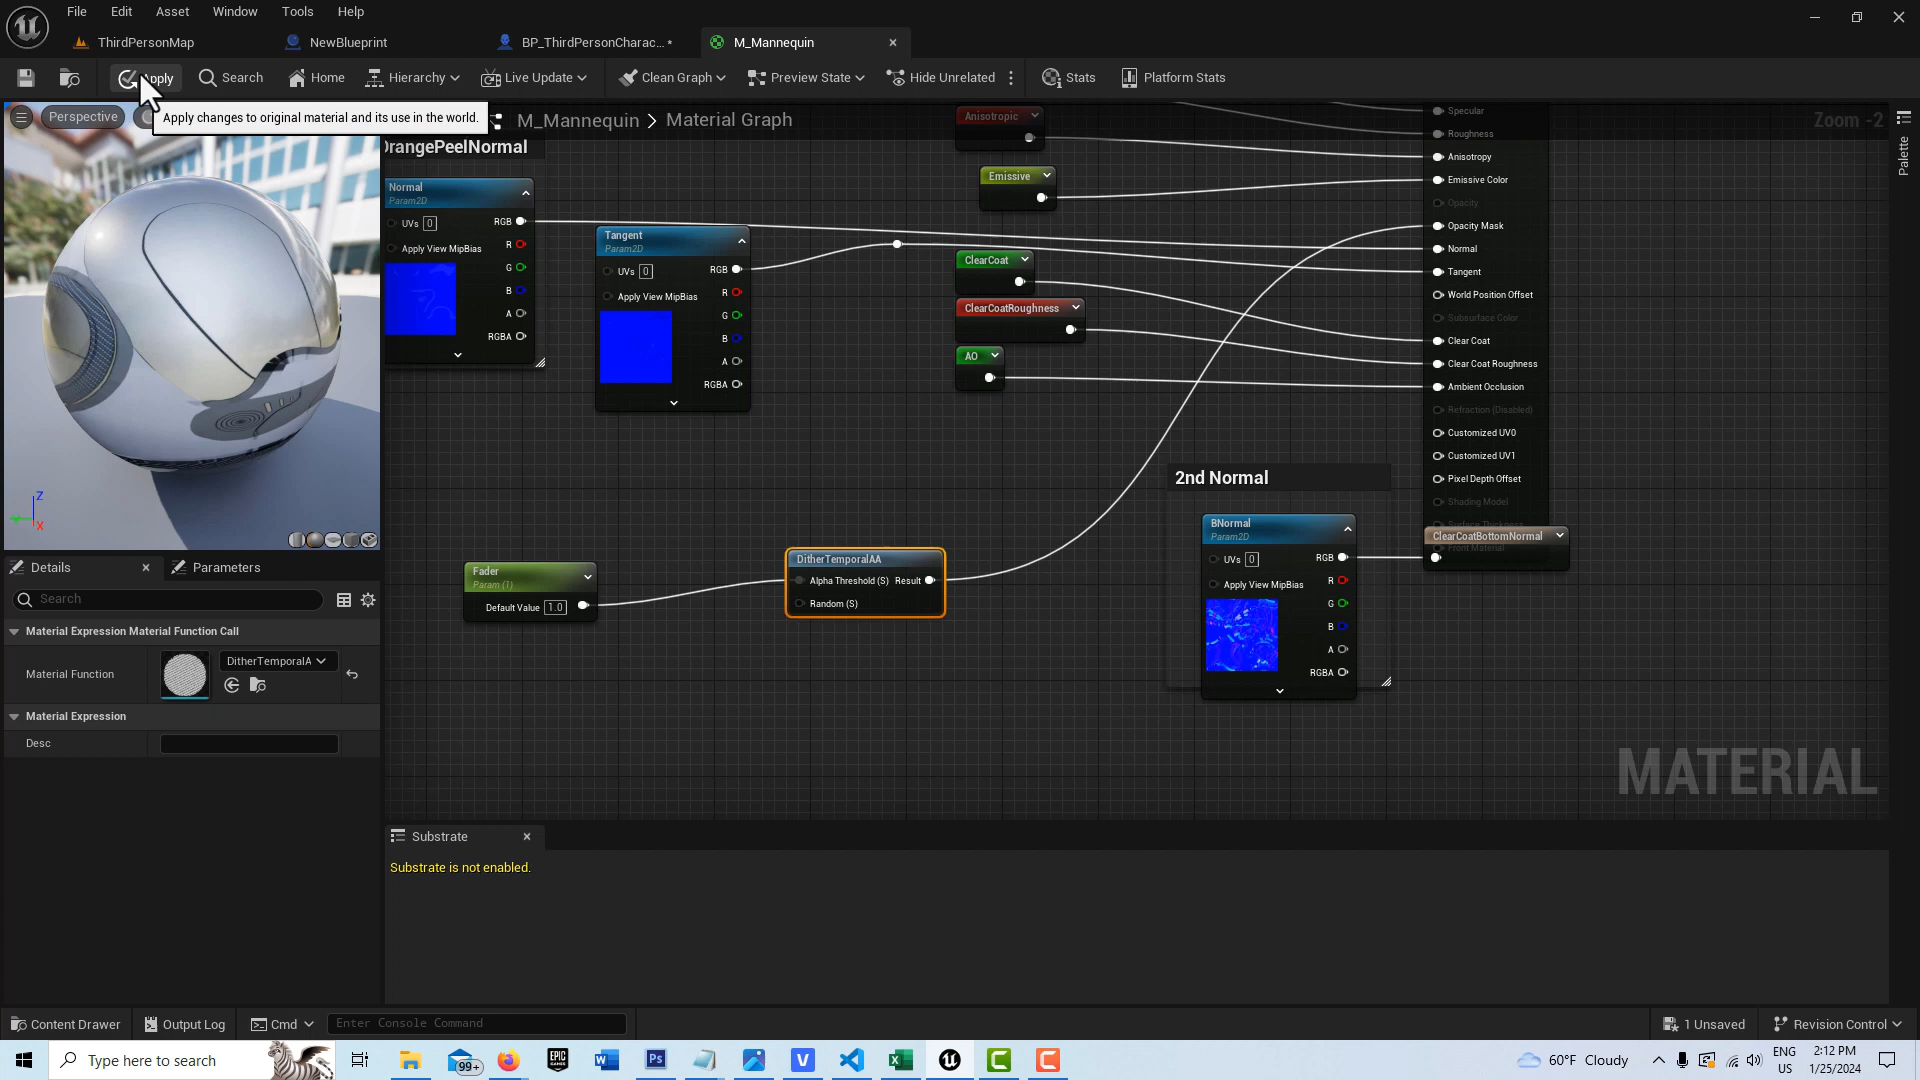 File Edit Asset Window Tools Help
ThirdPersonMap NewBlueprint BP_ThirdPersonCharac... * M_Mannequin
Apply Search Home Hierarchy Live Update Clean Graph Preview State Hide Unrelated Stats Platform Stats
Perspective
Apply changes to original material and its use in the world.
M_Mannequin > Material Graph
Zoom -2
Palette
OrangePeelNormal
Normal
Param2D
UVs 0
Apply View MipBias
RGB
R
G
B
A
RGBA
Tangent
Param2D
UVs 0
Apply View MipBias
RGB
R
G
B
A
RGBA
Anisotropic
Emissive
ClearCoat
ClearCoatRoughness
AO
Specular
Roughness
Anisotropy
Emissive Color
Opacity
Opacity Mask
Normal
Tangent
World Position Offset
Subsurface Color
Clear Coat
Clear Coat Roughness
Ambient Occlusion
Refraction (Disabled)
Customized UV0
Customized UV1
Pixel Depth Offset
Shading Model
Surface Thickness
Front Material
ClearCoatBottomNormal
2nd Normal
BNormal
Param2D
UVs 0
Apply View MipBias
RGB
R
G
B
A
RGBA
Fader
Param (1)
Default Value 1.0
DitherTemporalAA
Alpha Threshold (S) Result
Random (S)
MATERIAL
Z
X
Details Parameters
Search
Material Expression Material Function Call
Material Function DitherTemporalA
Material Expression
Desc
Substrate
Substrate is not enabled.
Content Drawer Output Log Cmd Enter Console Command 1 Unsaved Revision Control
Type here to search
99+
EPIC GAMES
Ps
V
60°F Cloudy
ENG
US
2:12 PM
1/25/2024